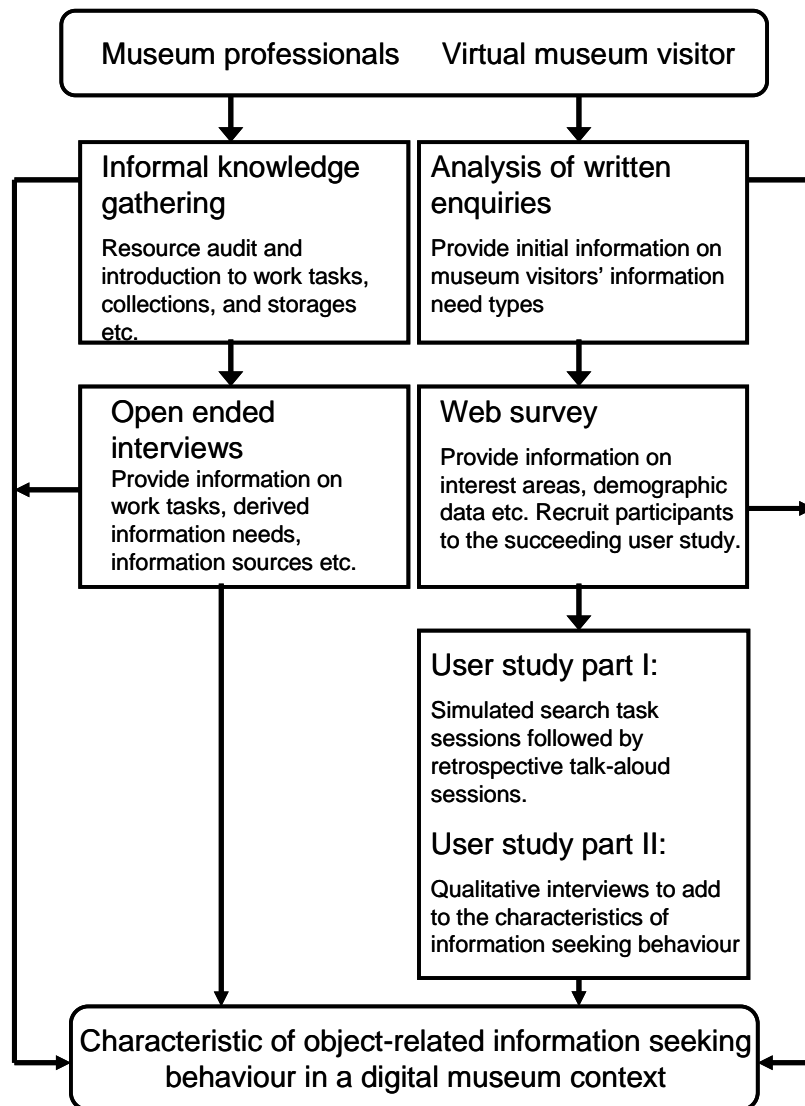 Museum professionals Virtual museum visitor
Informal knowledge
gathering
Resource audit and
introduction to work tasks,
collections, and storages
etc.
Analysis of written
enquiries
Provide initial information on
museum visitors' information
need types
Open ended
interviews
Provide information on
work tasks, derived
information needs,
information sources etc.
Web survey
Provide information on
interest areas, demographic
data etc. Recruit participants
to the succeeding user study.
User study part I:
Simulated search task
sessions followed by
retrospective talk-aloud
sessions.
User study part II:
Qualitative interviews to add
to the characteristics of
information seeking behaviour
Characteristic of object-related information seeking
behaviour in a digital museum context